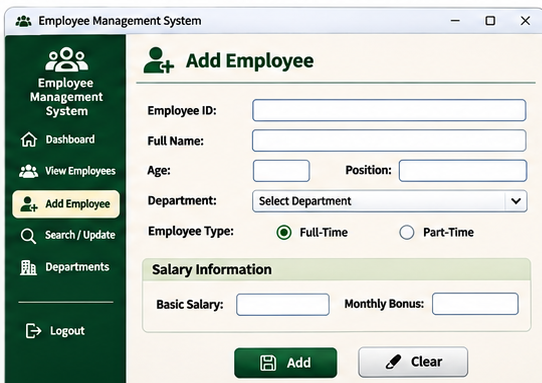 Employee Management System
Employee
Management
System
Dashboard
View Employees
Add Employee
Search / Update
Departments
Logout
Add Employee
Employee ID:
Full Name:
Age: Position:
Department: Select Department
Employee Type: Full-Time Part-Time
Salary Information
Basic Salary: Monthly Bonus:
Add Clear